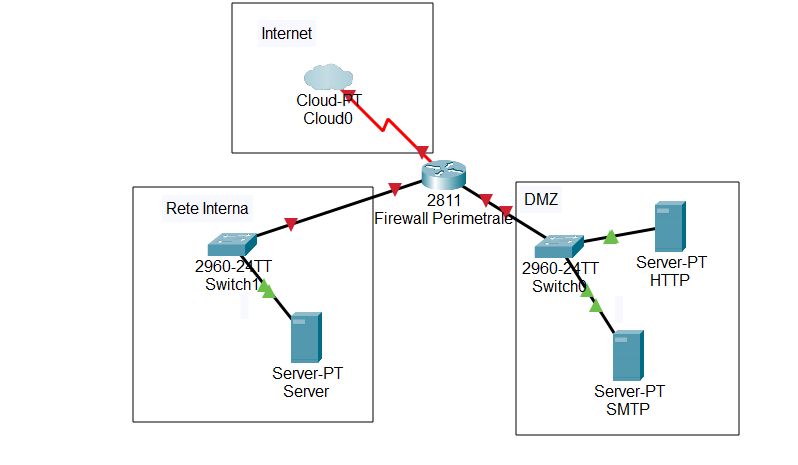 Internet
Cloud-PT
Cloud0
2811
Firewall Perimetrale
Rete Interna
DMZ
2960-24TT
Switch1
2960-24TT
Switch0
Server-PT
HTTP
Server-PT
Server
Server-PT
SMTP